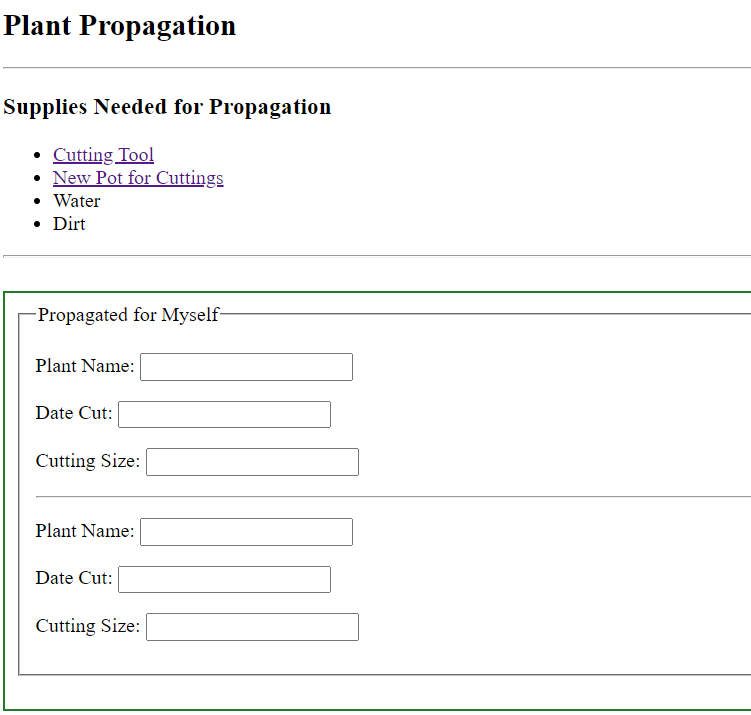 Plant Propagation
Supplies Needed for Propagation
Cutting Tool
New Pot for Cuttings
Water
Dirt
Propagated for Myself
Plant Name:
Date Cut:
Cutting Size:
Plant Name:
Date Cut:
Cutting Size: